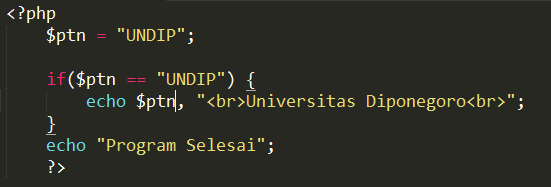 <?php
$ptn = "UNDIP";
if($ptn == "UNDIP") {
echo $ptn, "<br>Universitas Diponegoro<br>";
}
echo "Program Selesai";
?>